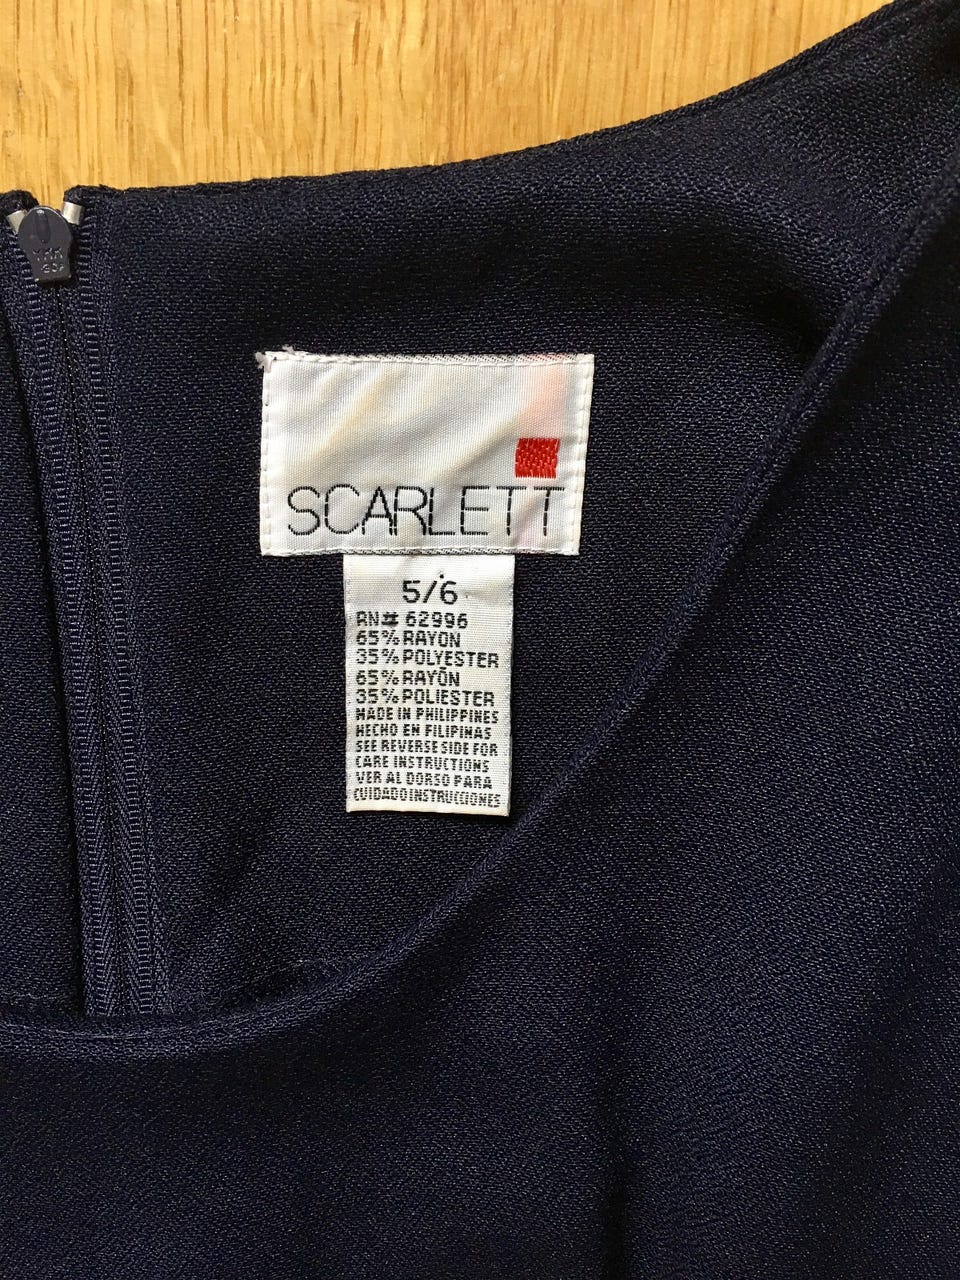 SCARLETT
5/6
RN# 62996
65% RAYON
35% POLYESTER
65% RAYÓN
35% POLIESTER
MADE IN PHILIPPINES
HECHO EN FILIPINAS
SEE REVERSE SIDE FOR
CARE INSTRUCTIONS
VER AL DORSO PARA
CUIDADO INSTRUCCIONES